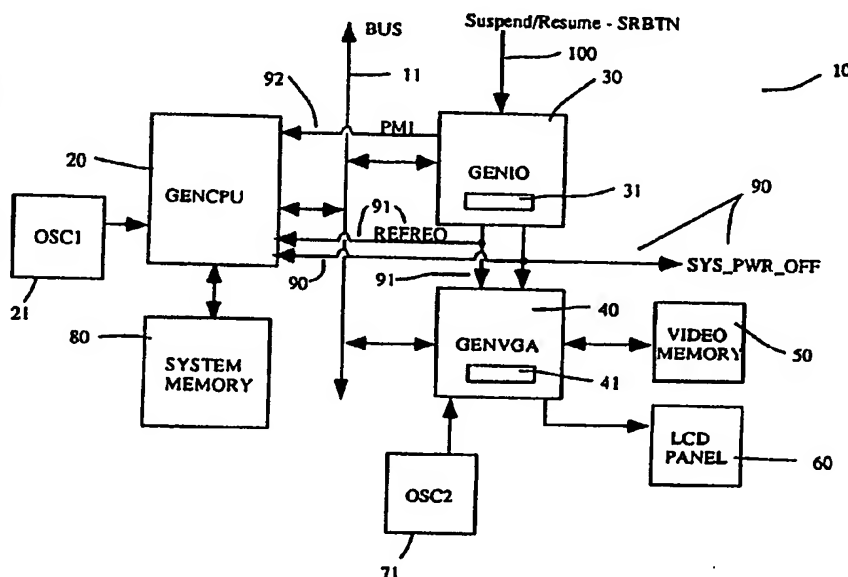 Suspend/Resume - SRBTN
BUS
100
10
11
30
92
PMI
20
GENIO
GENCPU
31
90
OSC1
91
REFREQ
SYS_PWR_OFF
90
91
21
40
80
GENVGA
VIDEO
MEMORY
50
SYSTEM
MEMORY
41
LCD
PANEL
60
OSC2
71